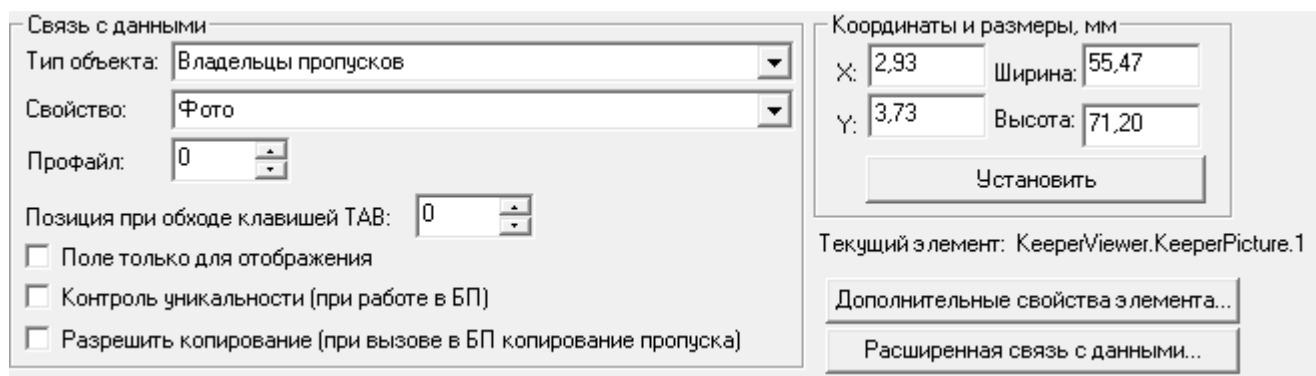 Связь с данными
Тип объекта: Владельцы пропусков
Свойство: Фото
Профайл: 0
Позиция при обходе клавишей TAB: 0
Поле только для отображения
Контроль уникальности (при работе в БП)
Разрешить копирование (при вызове в БП копирование пропуска)
Координаты и размеры, мм
X: 2,93 Ширина: 55,47
Y: 3,73 Высота: 71,20
Установить
Текущий элемент: KeeperViewer.KeeperPicture.1
Дополнительные свойства элемента...
Расширенная связь с данными...